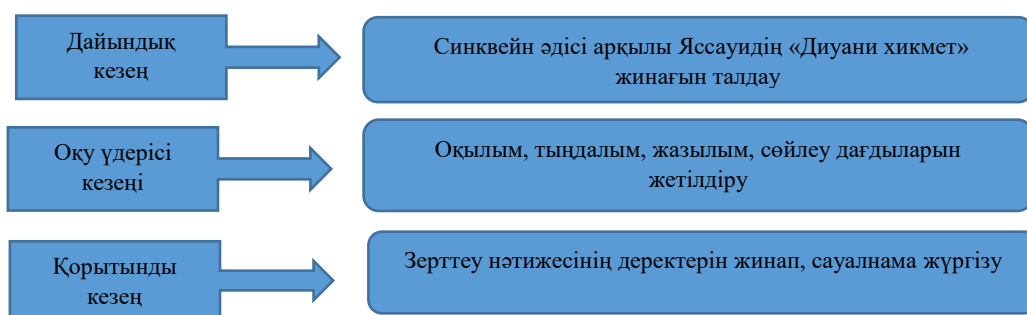 Дайындық
кезең
Синквейн әдісі арқылы Яссауидің «Диуани хикмет»
жинағын талдау
Оқу үдерісі
кезеңі
Оқылым, тыңдалым, жазылым, сөйлеу дағдыларын
жетілдіру
Қорытынды
кезең
Зерттеу нәтижесінің деректерін жинап, сауалнама жүргізу